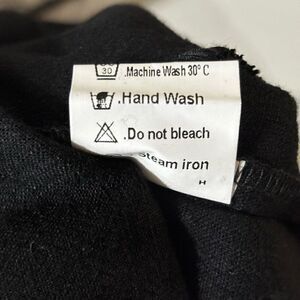 30
.Machine Wash 30° C
.Hand Wash
.Do not bleach
Steam iron
H